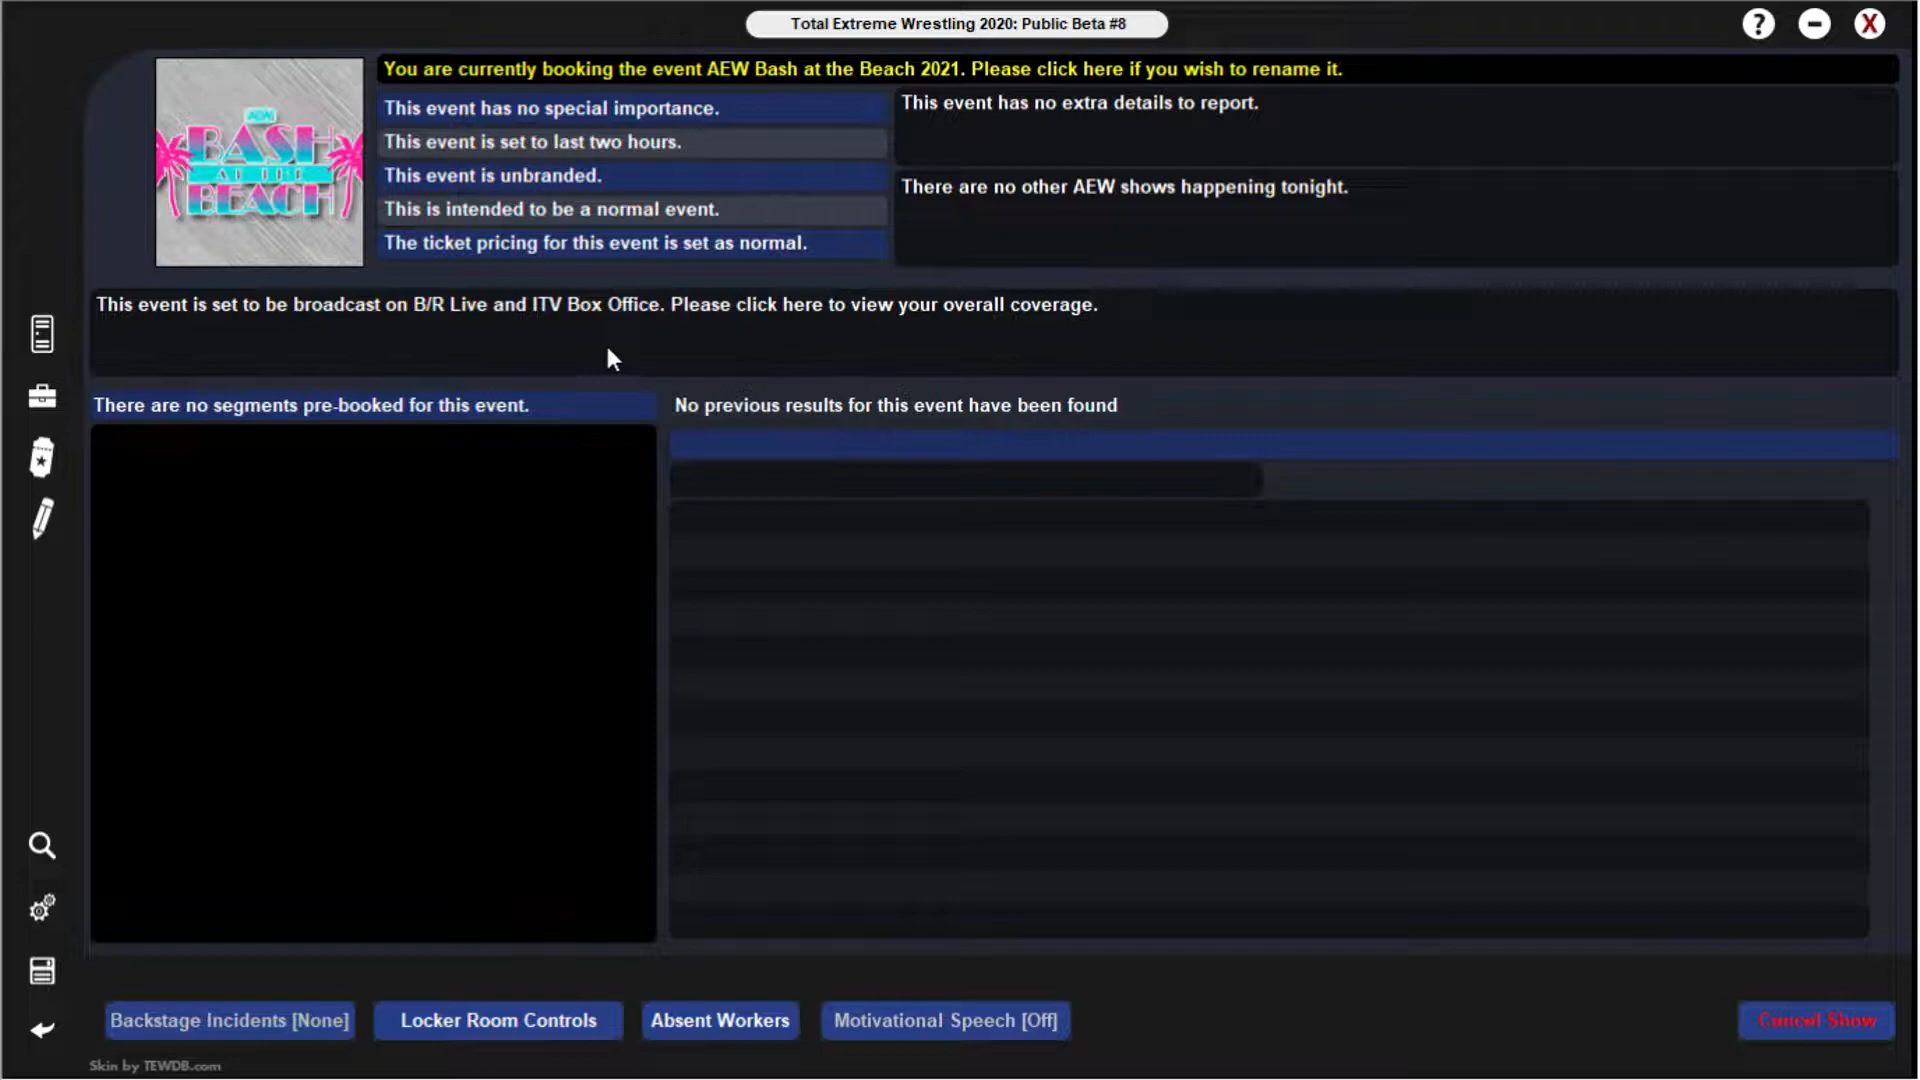 Total Extreme Wrestling 2020: Public Beta #8
?
X
You are currently booking the event AEW Bash at the Beach 2021. Please click here if you wish to rename it.
AEW
BASH
AT THE
BEACH
This event has no special importance.
This event is set to last two hours.
This event is unbranded.
This is intended to be a normal event.
The ticket pricing for this event is set as normal.
This event has no extra details to report.
There are no other AEW shows happening tonight.
This event is set to be broadcast on B/R Live and ITV Box Office. Please click here to view your overall coverage.
There are no segments pre-booked for this event.
No previous results for this event have been found
Backstage Incidents [None]
Locker Room Controls
Absent Workers
Motivational Speech [Off]
Cancel Show
Skin by TEWDB.com